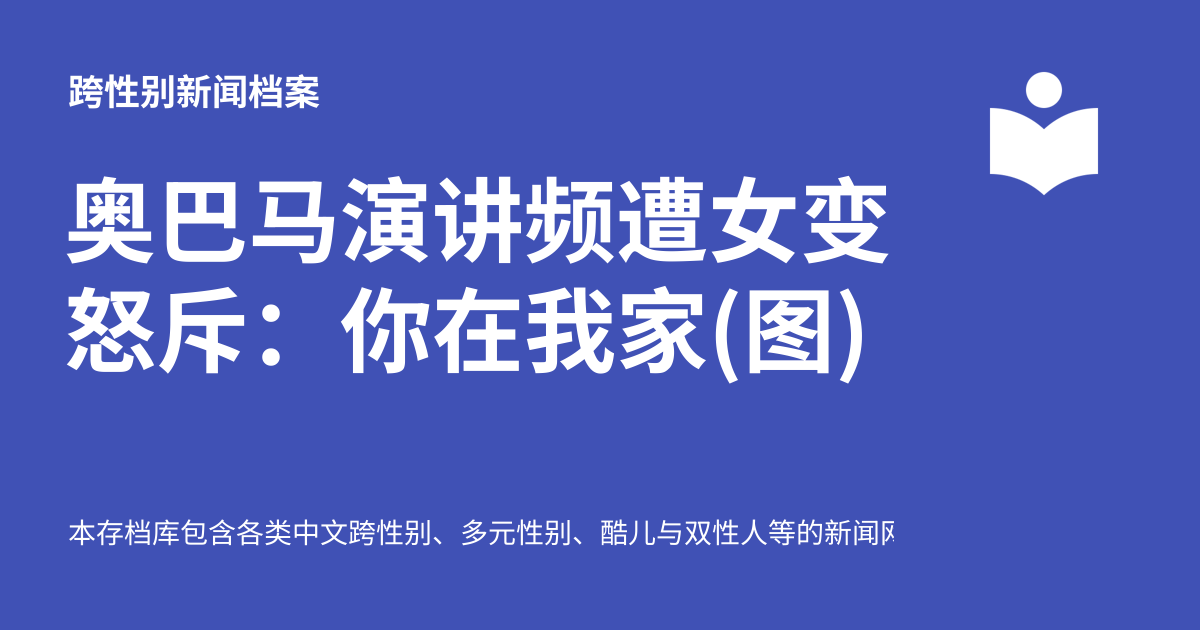 跨性别新闻档案
奥巴马演讲频遭女变
怒斥：你在我家(图)
本存档库包含各类中文跨性别、多元性别、酷儿与双性人等的新闻网